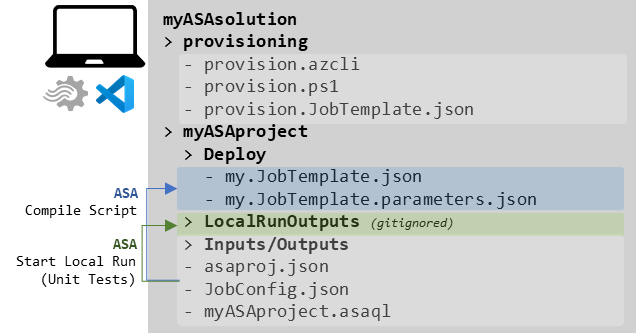 myASAsolution
> provisioning
- provision.azcli
- provision.ps1
- provision.JobTemplate.json
> myASAproject
> Deploy
- my.JobTemplate.json
- my.JobTemplate.parameters.json
> LocalRunOutputs (gitignored)
> Inputs/Outputs
- asaproj.json
- JobConfig.json
- myASAproject.asaql
ASA
Compile Script
ASA
Start Local Run
(Unit Tests)